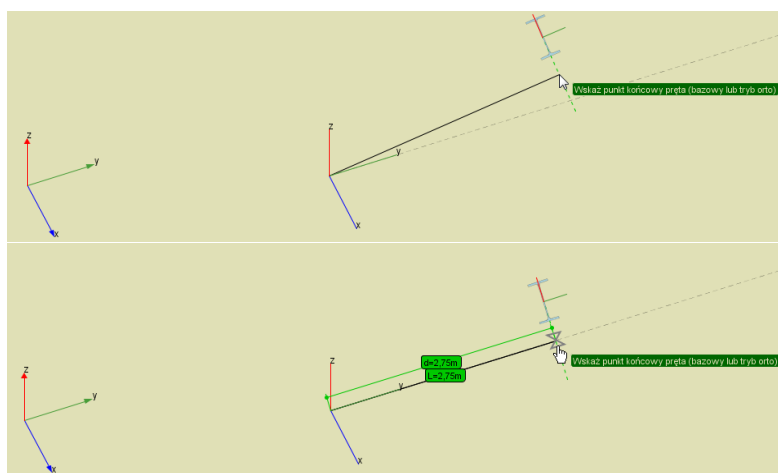 z
y
x
z
y
x
Wskaż punkt końcowy pręta (bazowy lub tryb orto)
z
y
x
z
y
x
d=2,75m
L=2,75m
Wskaż punkt końcowy pręta (bazowy lub tryb orto)